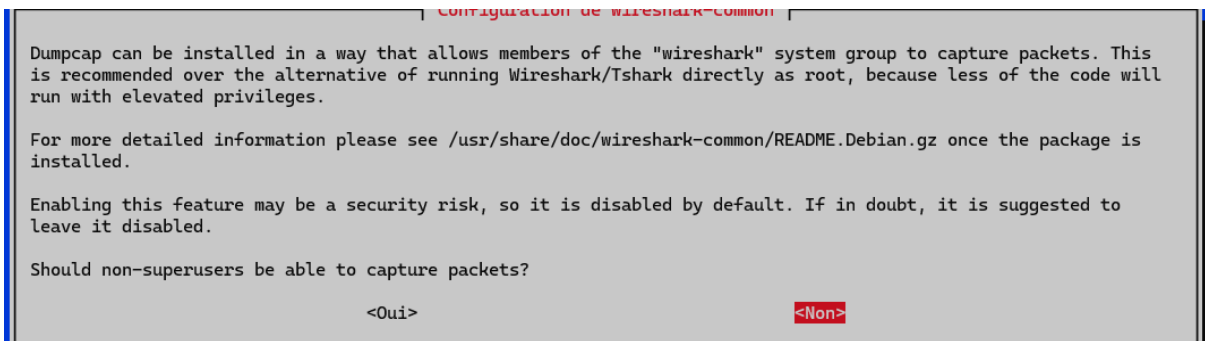 Configuration de wireshark-common
Dumpcap can be installed in a way that allows members of the "wireshark" system group to capture packets. This
is recommended over the alternative of running Wireshark/Tshark directly as root, because less of the code will
run with elevated privileges.
For more detailed information please see /usr/share/doc/wireshark-common/README.Debian.gz once the package is
installed.
Enabling this feature may be a security risk, so it is disabled by default. If in doubt, it is suggested to
leave it disabled.
Should non-superusers be able to capture packets?
<Oui> <Non>